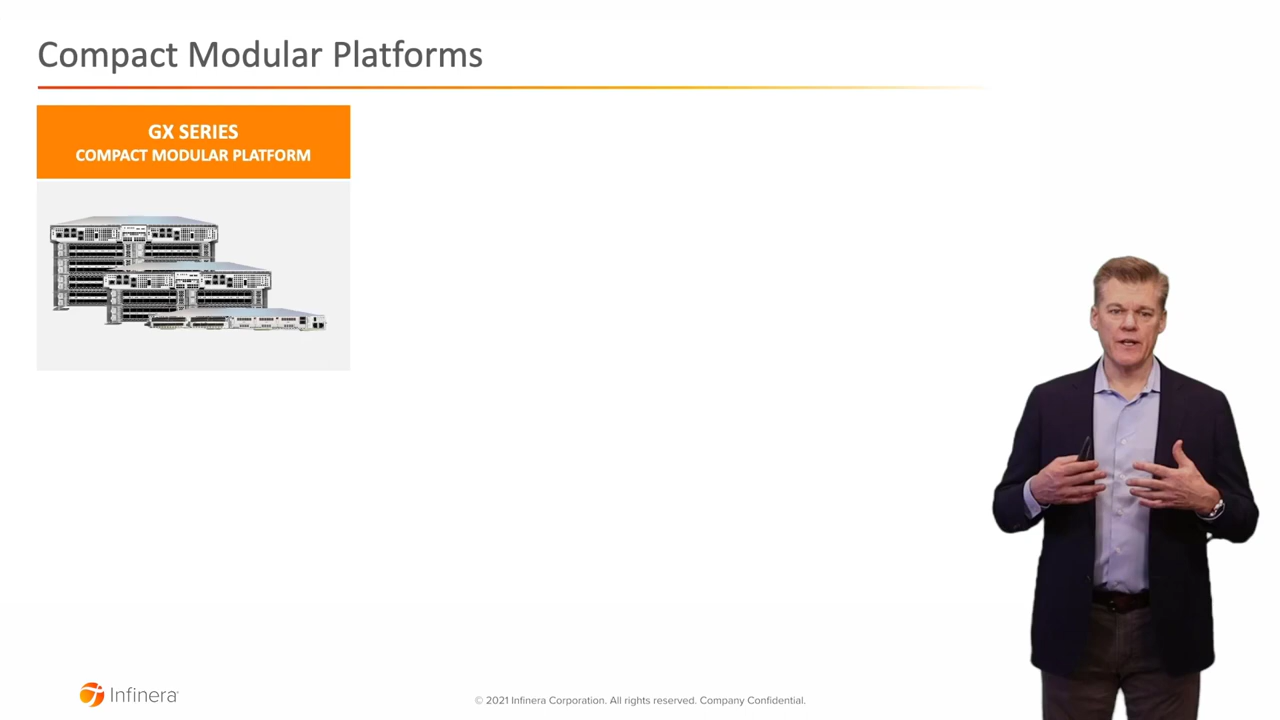 Compact Modular Platforms
GX SERIES
COMPACT MODULAR PLATFORM
Infinera
© 2021 Infinera Corporation. All rights reserved. Company Confidential.